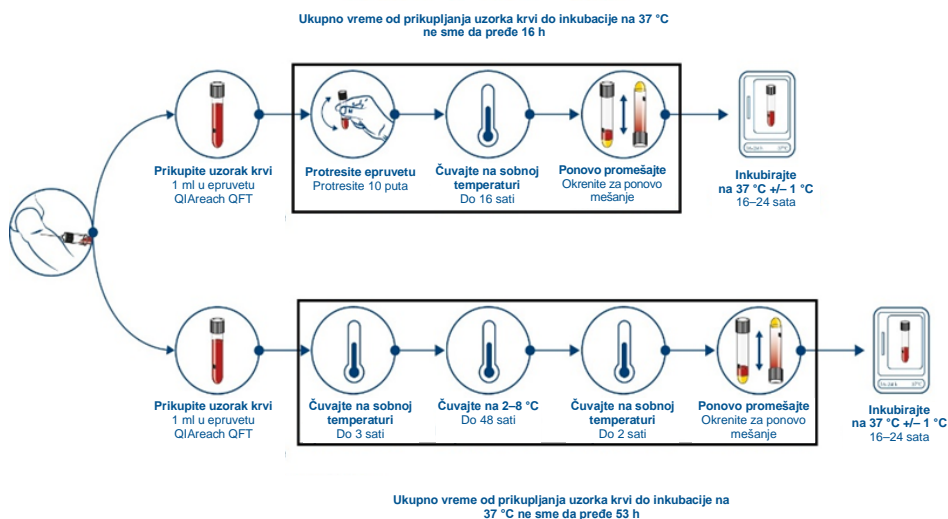 Ukupno vreme od prikupljanja uzorka krvi do inkubacije na 37 °C
ne sme da pređe 16 h
Prikupite uzorak krvi
1 ml u epruvetu
QIAreach QFT
Protresite epruvetu
Protresite 10 puta
Čuvajte na sobnoj
temperaturi
Do 16 sati
Ponovo promešajte
Okrenite za ponovo
mešanje
Inkubirajte
na 37 °C +/– 1 °C
16–24 sata
Prikupite uzorak krvi
1 ml u epruvetu
QIAreach QFT
Čuvajte na sobnoj
temperaturi
Do 3 sati
Čuvajte na 2–8 °C
Do 48 sati
Čuvajte na sobnoj
temperaturi
Do 2 sati
Ponovo promešajte
Okrenite za ponovo
mešanje
Inkubirajte
na 37 °C +/– 1 °C
16–24 sata
Ukupno vreme od prikupljanja uzorka krvi do inkubacije na
37 °C ne sme da pređe 53 h